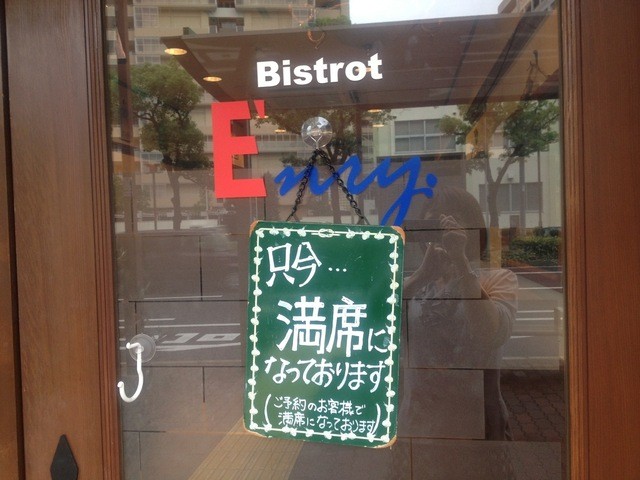 Bistrot
E'nry.
只今…
満席に
なっております
(ご予約のお客様で
満席になっております)